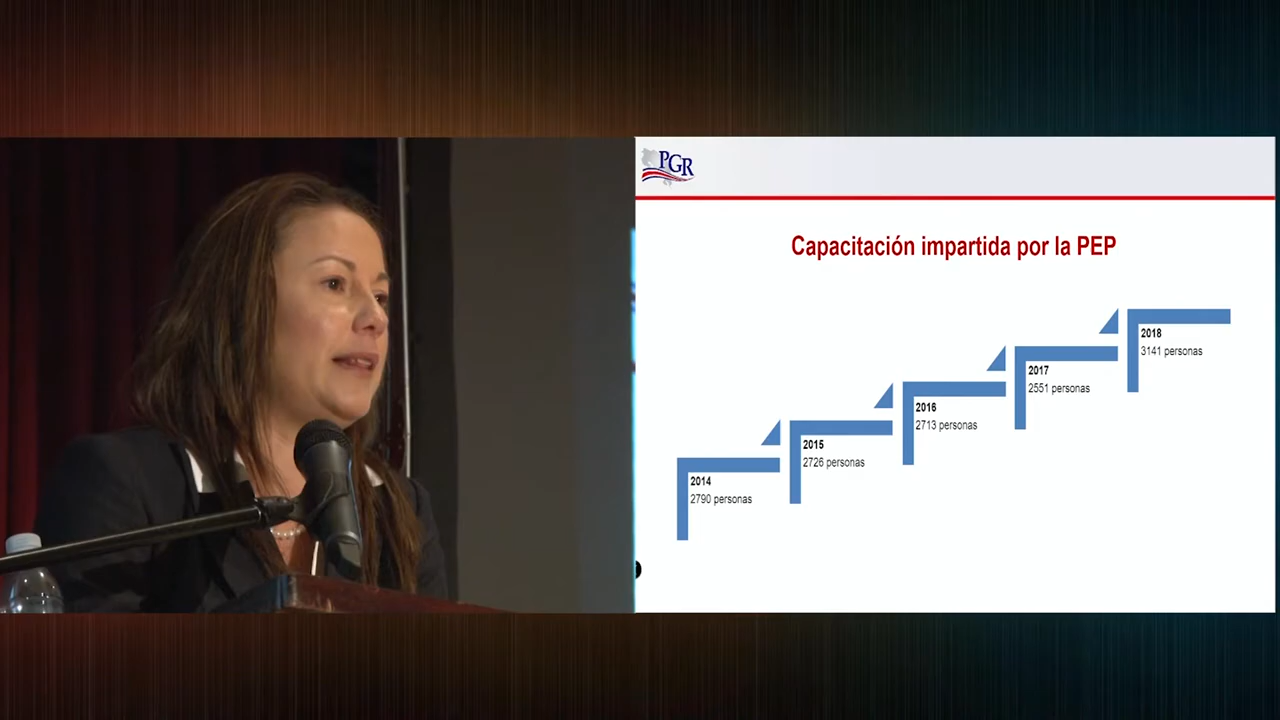 PGR
Capacitación impartida por la PEP
2018
3141 personas
2017
2551 personas
2016
2713 personas
2015
2726 personas
2014
2790 personas